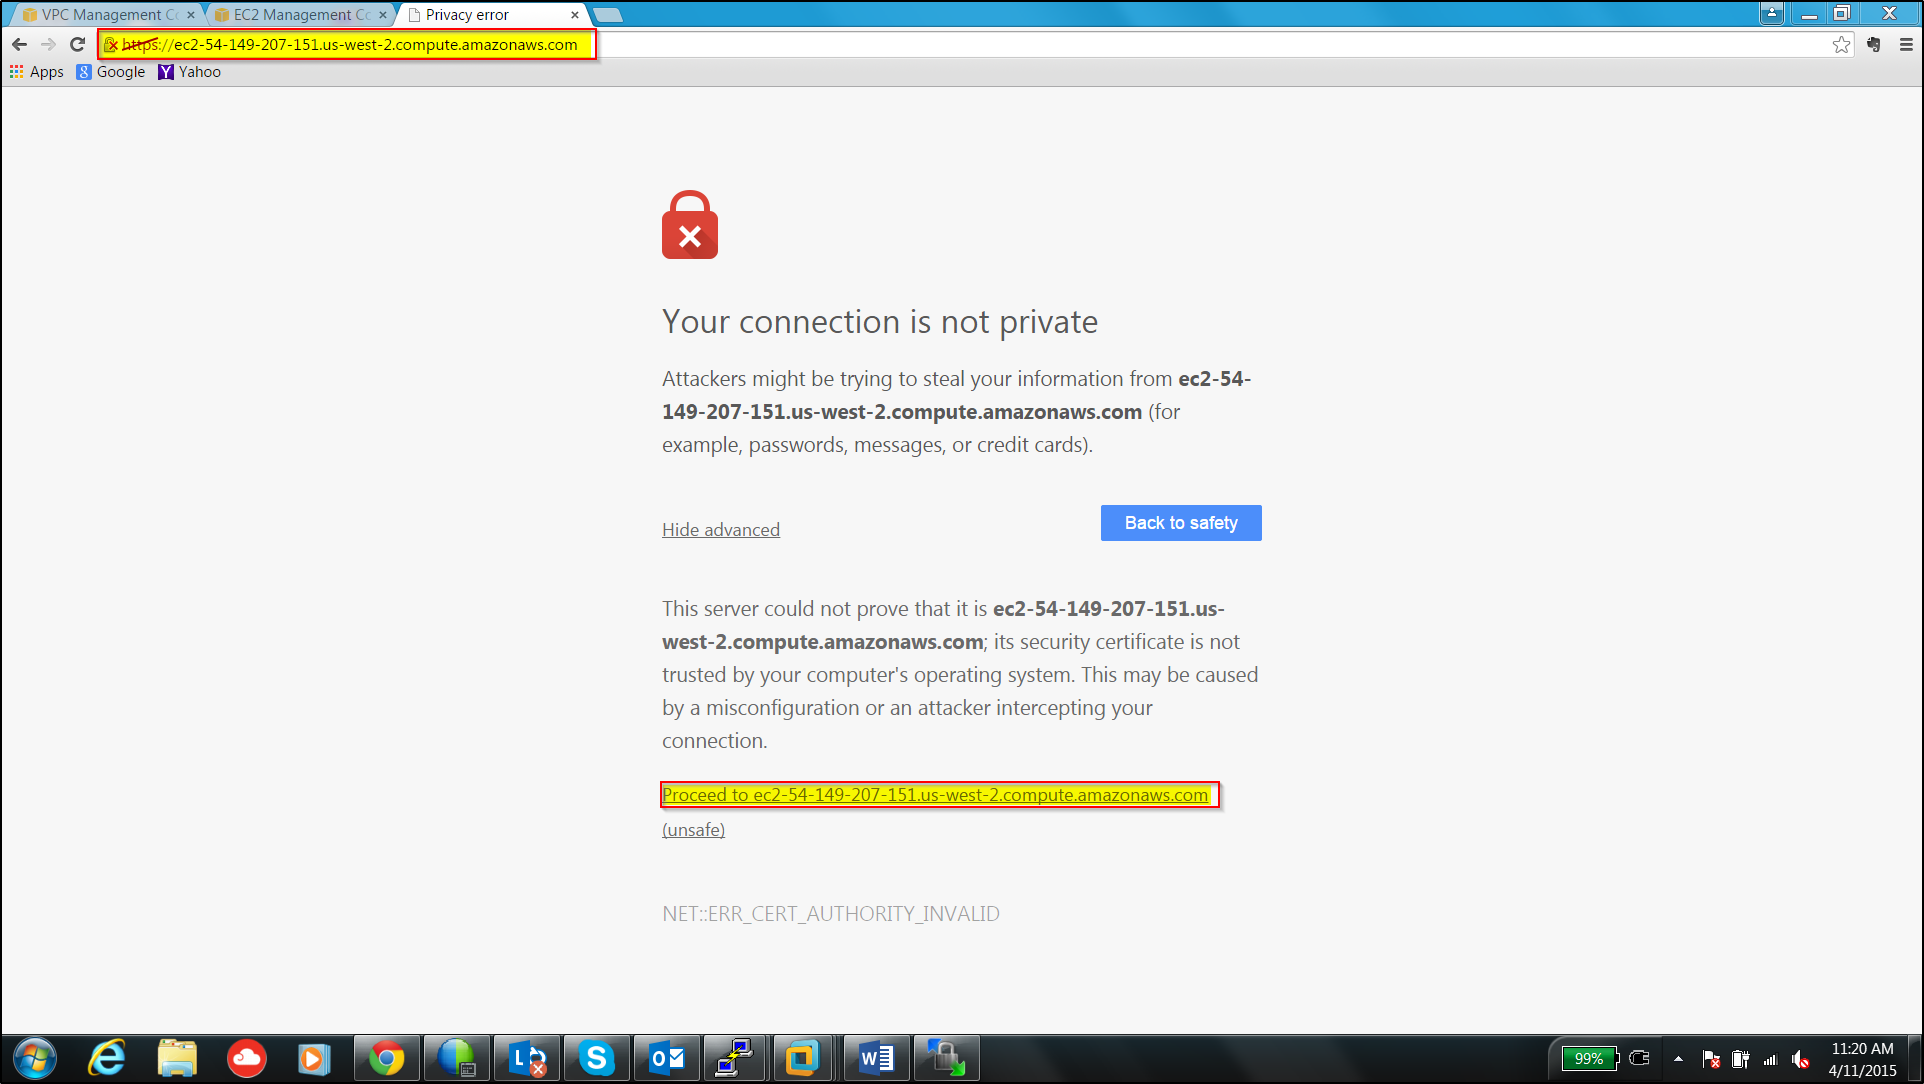 VPC Management Co
EC2 Management Co
Privacy error
https://ec2-54-149-207-151.us-west-2.compute.amazonaws.com
Apps
Google
Yahoo
Your connection is not private
Attackers might be trying to steal your information from ec2-54-
149-207-151.us-west-2.compute.amazonaws.com (for
example, passwords, messages, or credit cards).
Hide advanced
Back to safety
This server could not prove that it is ec2-54-149-207-151.us-
west-2.compute.amazonaws.com; its security certificate is not
trusted by your computer's operating system. This may be caused
by a misconfiguration or an attacker intercepting your
connection.
Proceed to ec2-54-149-207-151.us-west-2.compute.amazonaws.com
(unsafe)
NET::ERR_CERT_AUTHORITY_INVALID
99%
11:20 AM
4/11/2015